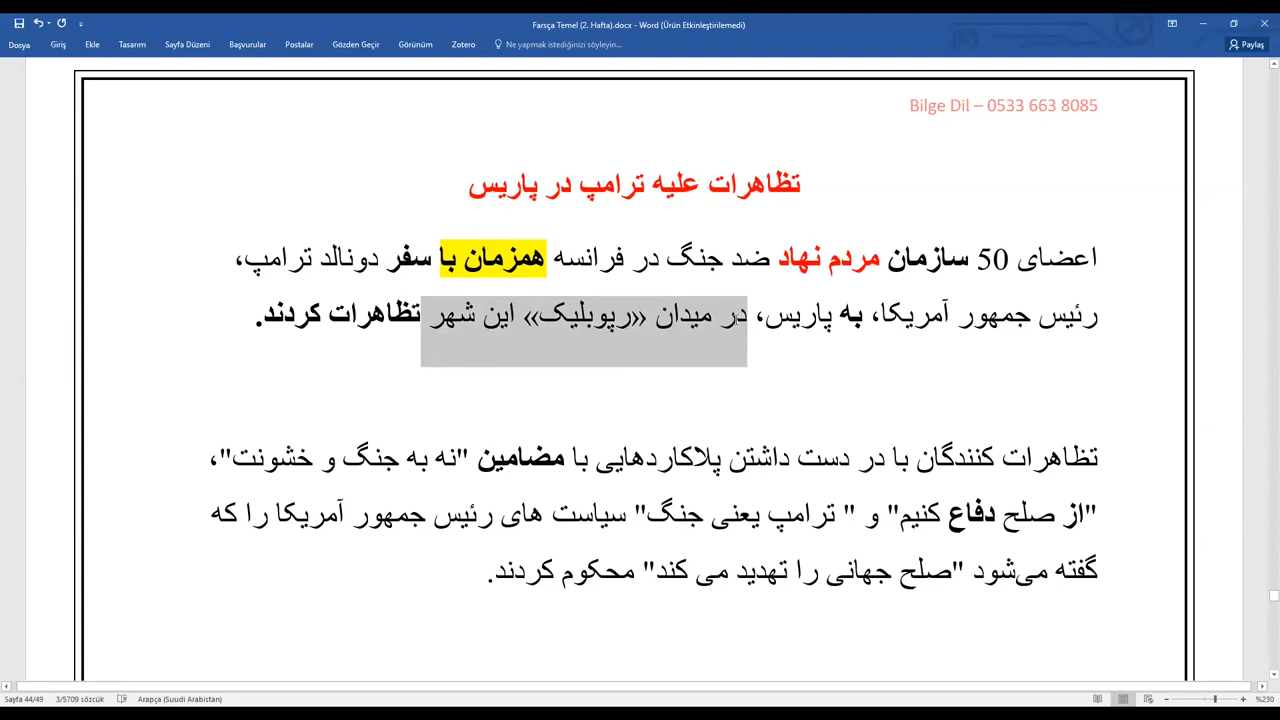 Farsça Temel (2. Hafta).docx - Word (Ürün Etkinleştirilemedi)
Dosya Giriş Ekle Tasarım Sayfa Düzeni Başvurular Postalar Gözden Geçir Görünüm Zotero Ne yapmak istediğinizi söyleyin... Paylaş
Bilge Dil – 0533 663 8085
تظاهرات علیه ترامپ در پاریس
اعضای 50 سازمان مردم نهاد ضد جنگ در فرانسه همزمان با سفر دونالد ترامپ،
رئیس جمهور آمریکا، به پاریس، در میدان «رپوبلیک» این شهر تظاهرات کردند.
تظاهرات کنندگان با در دست داشتن پلاکاردهایی با مضامین "نه به جنگ و خشونت"،
"از صلح دفاع کنیم" و " ترامپ یعنی جنگ" سیاست های رئیس جمهور آمریکا را که
گفته می‌شود "صلح جهانی را تهدید می کند" محکوم کردند.
Sayfa 44/49 3/5709 sözcük Arapça (Suudi Arabistan) %230